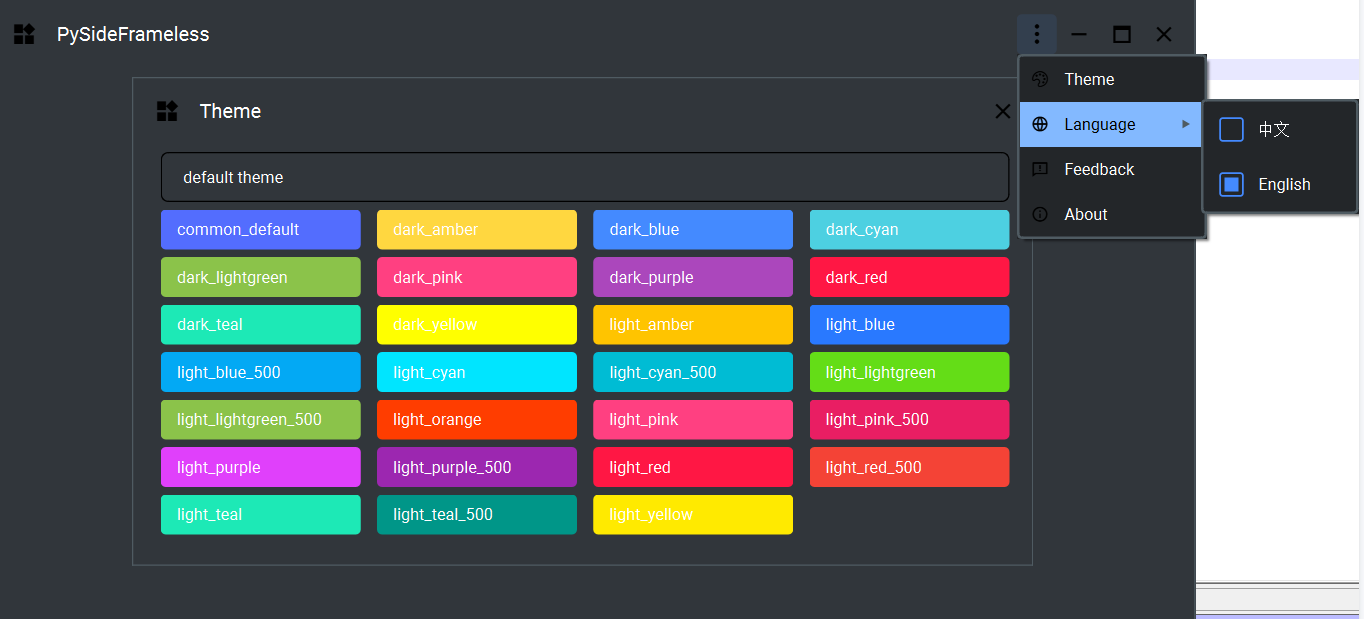 PySideFrameless
Theme
default theme
common_default
dark_amber
dark_blue
dark_cyan
dark_lightgreen
dark_pink
dark_purple
dark_red
dark_teal
dark_yellow
light_amber
light_blue
light_blue_500
light_cyan
light_cyan_500
light_lightgreen
light_lightgreen_500
light_orange
light_pink
light_pink_500
light_purple
light_purple_500
light_red
light_red_500
light_teal
light_teal_500
light_yellow
Theme
Language
Feedback
About
中文
English